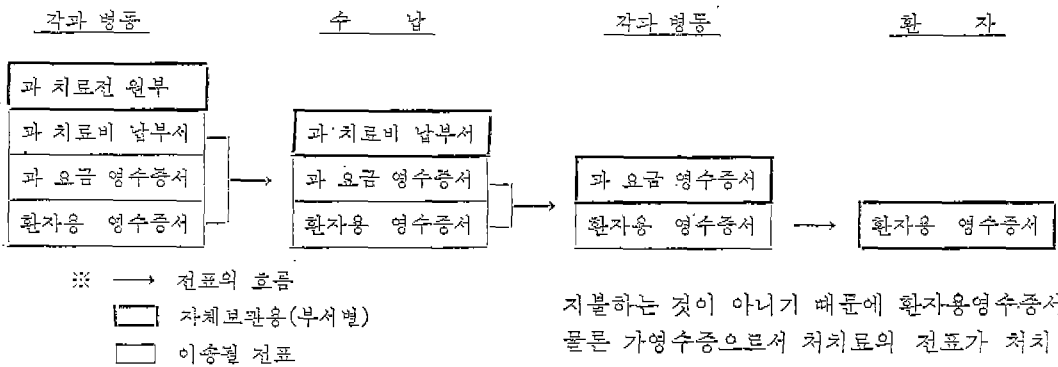 각과 병동
수 납
각과 병동
환 자
과 치료전 원부
과 치료비 납부서
과 요금 영수증서
환자용 영수증서
과 치료비 납부서
과 요금 영수증서
환자용 영수증서
과 요금 영수증서
환자용 영수증서
환자용 영수증서
※ → 전표의 흐름
자체보관용(부서별)
이송될 전표
지불하는 것이 아니기 때문에 환자용영수증서
물론 가영수증으로서 처치료의 전표가 처치